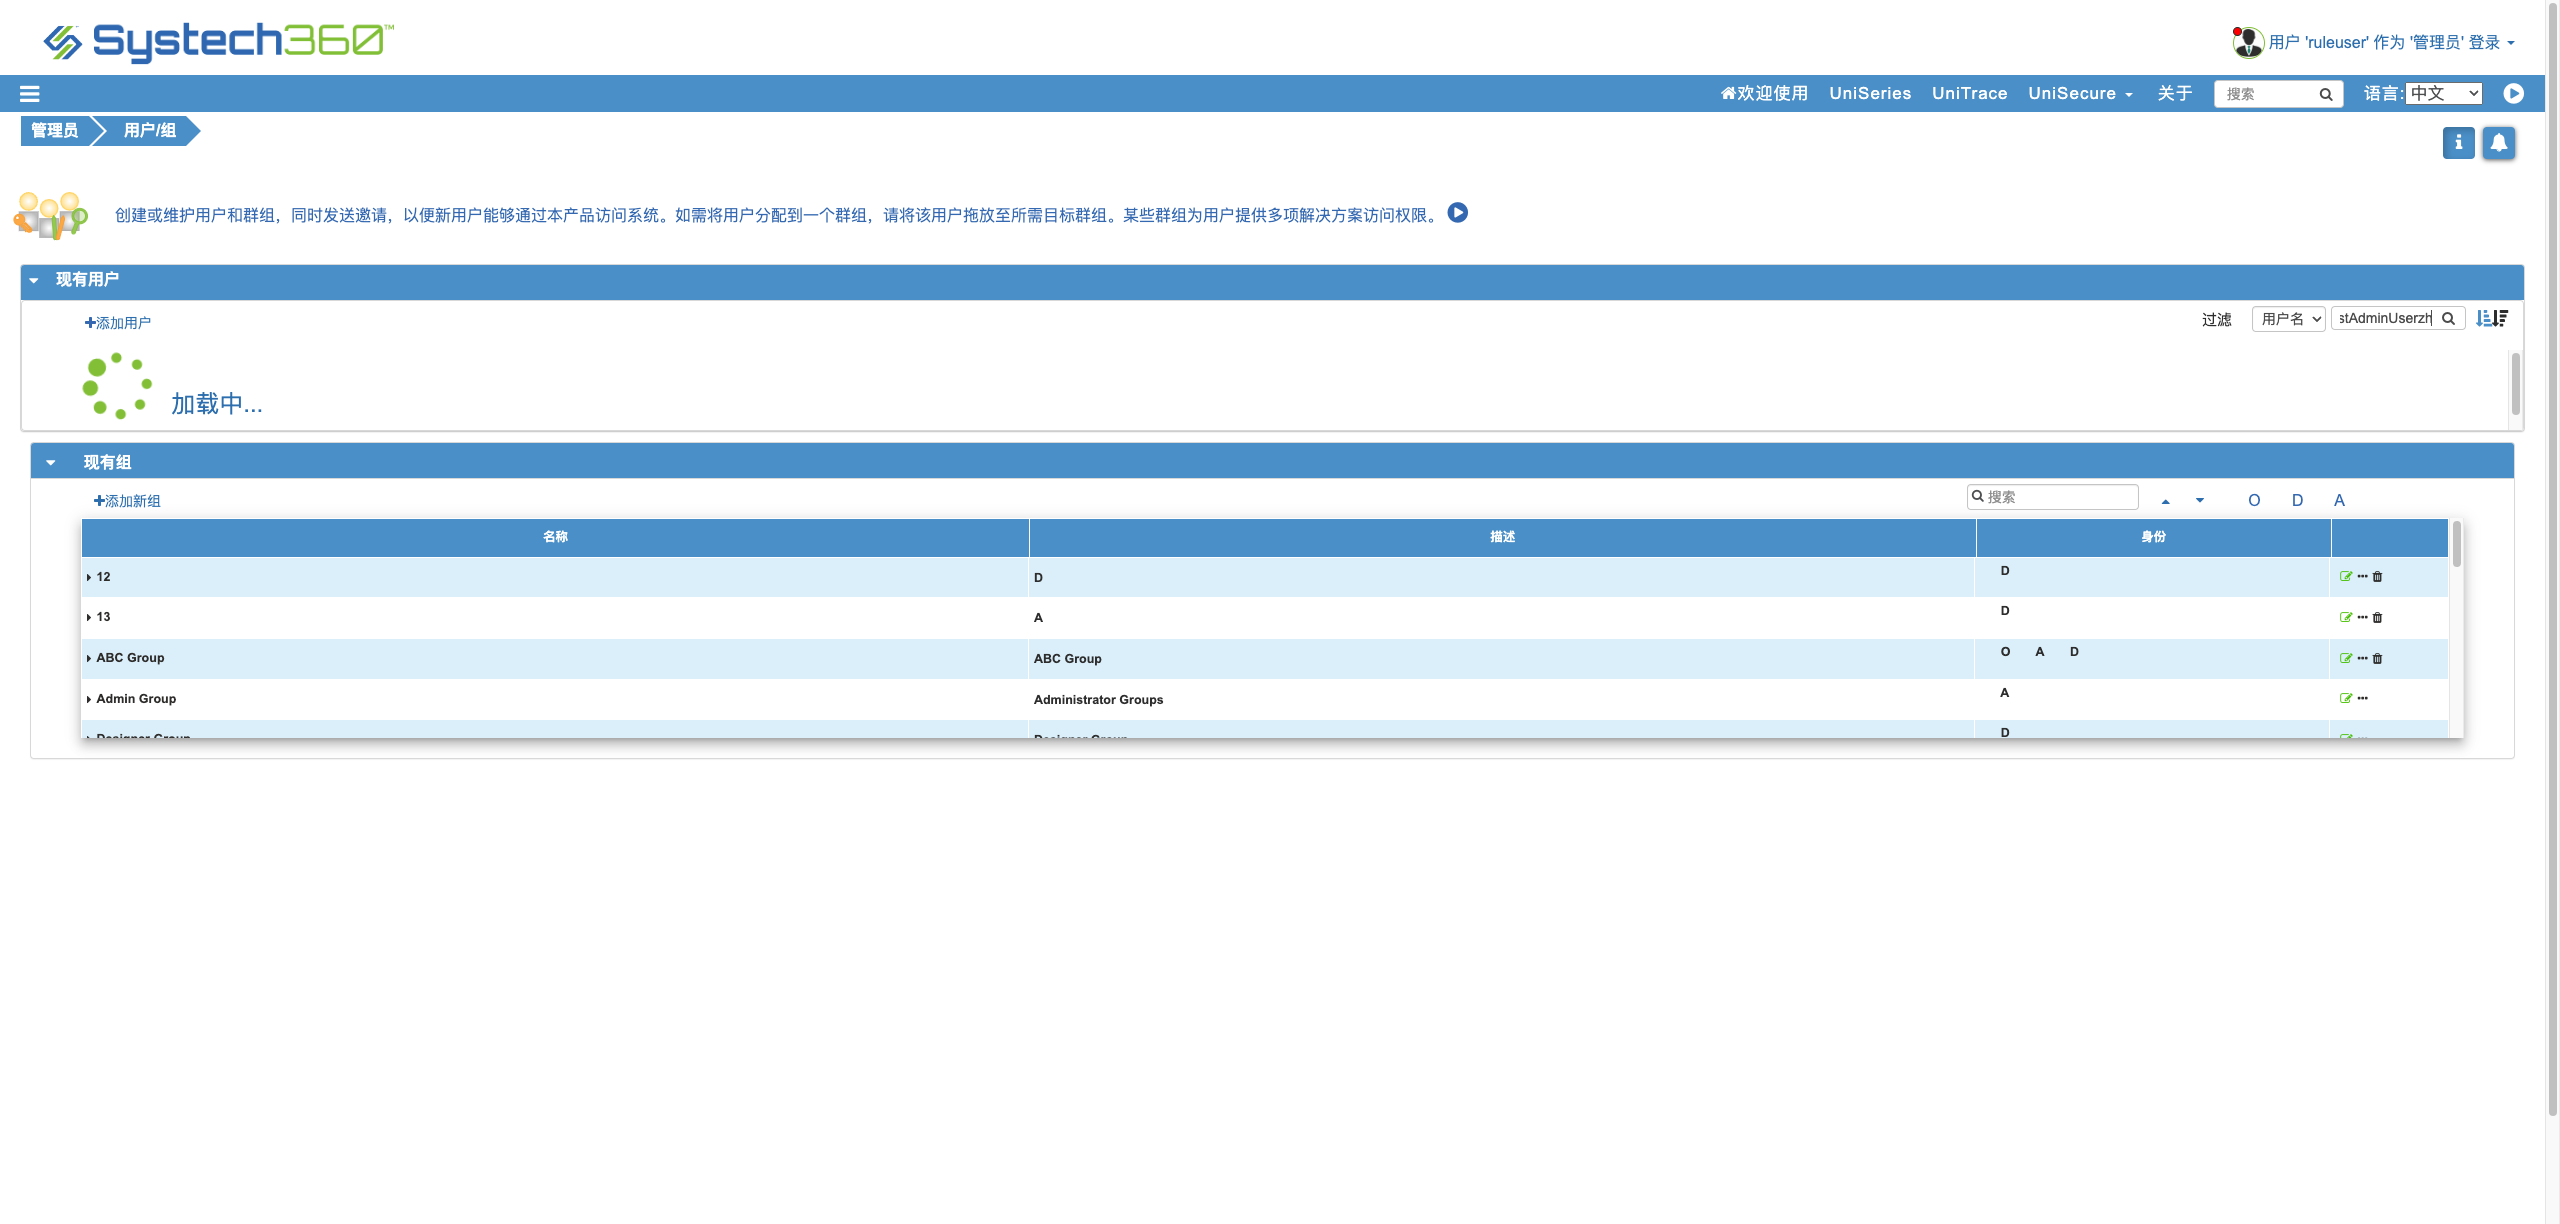 Systech360™
用户 'ruleuser' 作为 '管理员' 登录
欢迎使用 UniSeries UniTrace UniSecure 关于 搜索 语言: 中文
管理员 用户/组
创建或维护用户和群组，同时发送邀请，以便新用户能够通过本产品访问系统。如需将用户分配到一个群组，请将该用户拖放至所需目标群组。某些群组为用户提供多项解决方案访问权限。
现有用户
添加用户 过滤 用户名 stAdminUserzh
加载中...
现有组
添加新组 搜索 O D A
名称 描述 身份
12 D D
13 A D
ABC Group ABC Group O A D
Admin Group Administrator Groups A
Designer Group Designer Group D